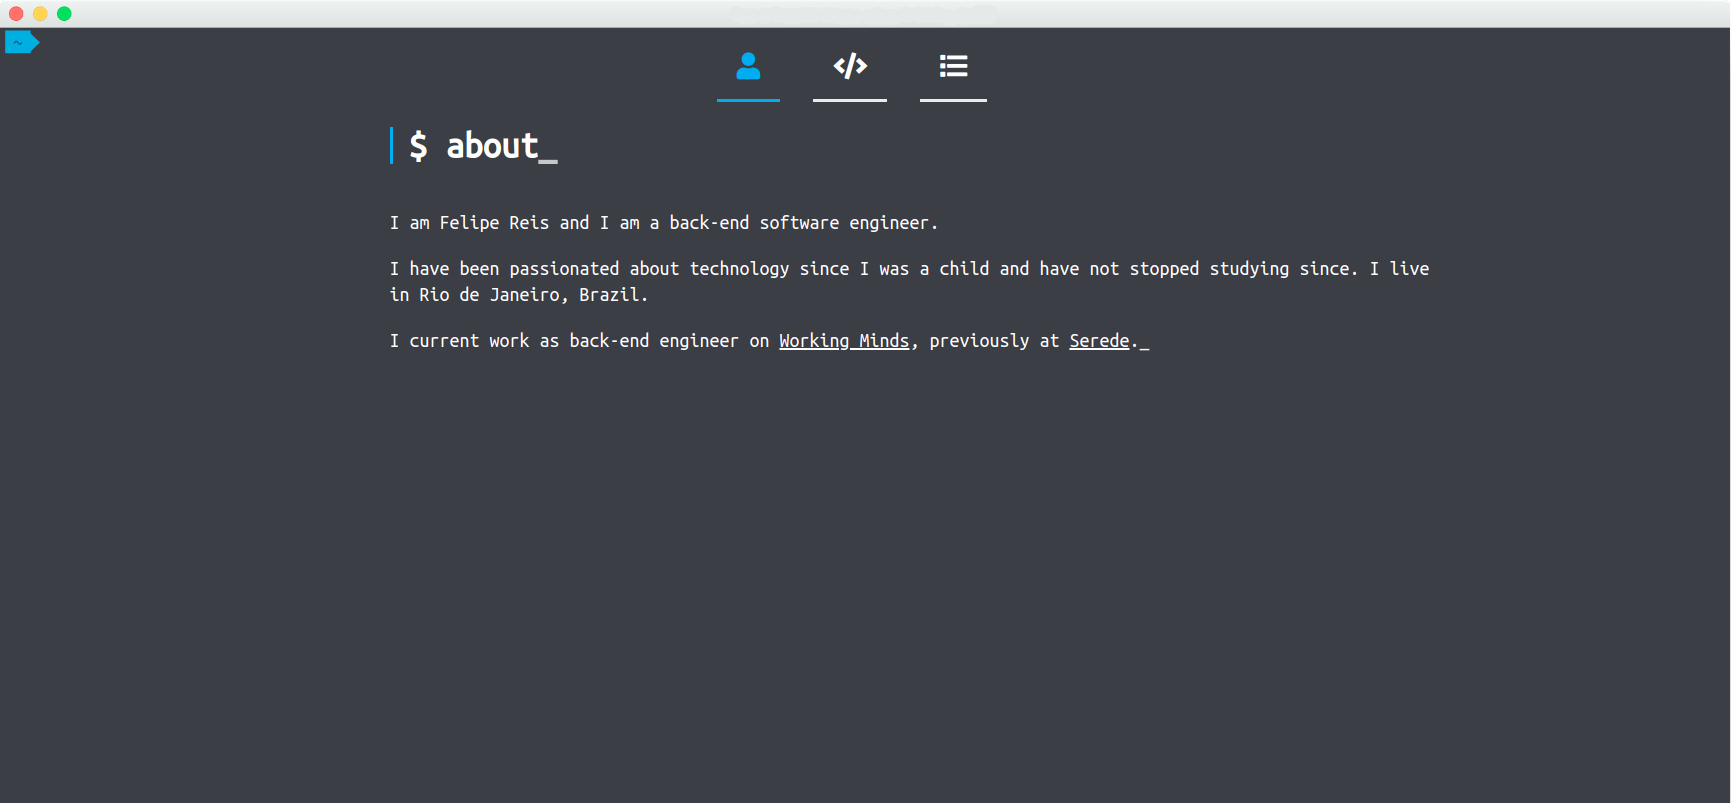 ~
$ about_
I am Felipe Reis and I am a back-end software engineer.
I have been passionated about technology since I was a child and have not stopped studying since. I live
in Rio de Janeiro, Brazil.
I current work as back-end engineer on Working Minds, previously at Serede._